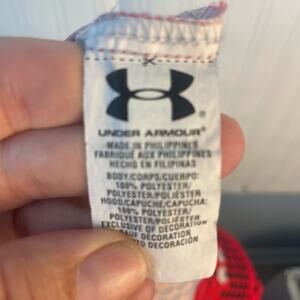 UNDER ARMOUR®
MADE IN PHILIPPINES
FABRIQUÉ AUX PHILIPPINES
HECHO EN FILIPINAS
BODY/CORPS/CUERPO:
100% POLYESTER/
POLYESTER/POLIÉSTER
HOOD/CAPUCHE/CAPUCHA:
100% POLYESTER/
POLYESTER/POLIÉSTER
EXCLUSIVE OF DECORATION
SAUF DÉCORATION
DECORACIÓN